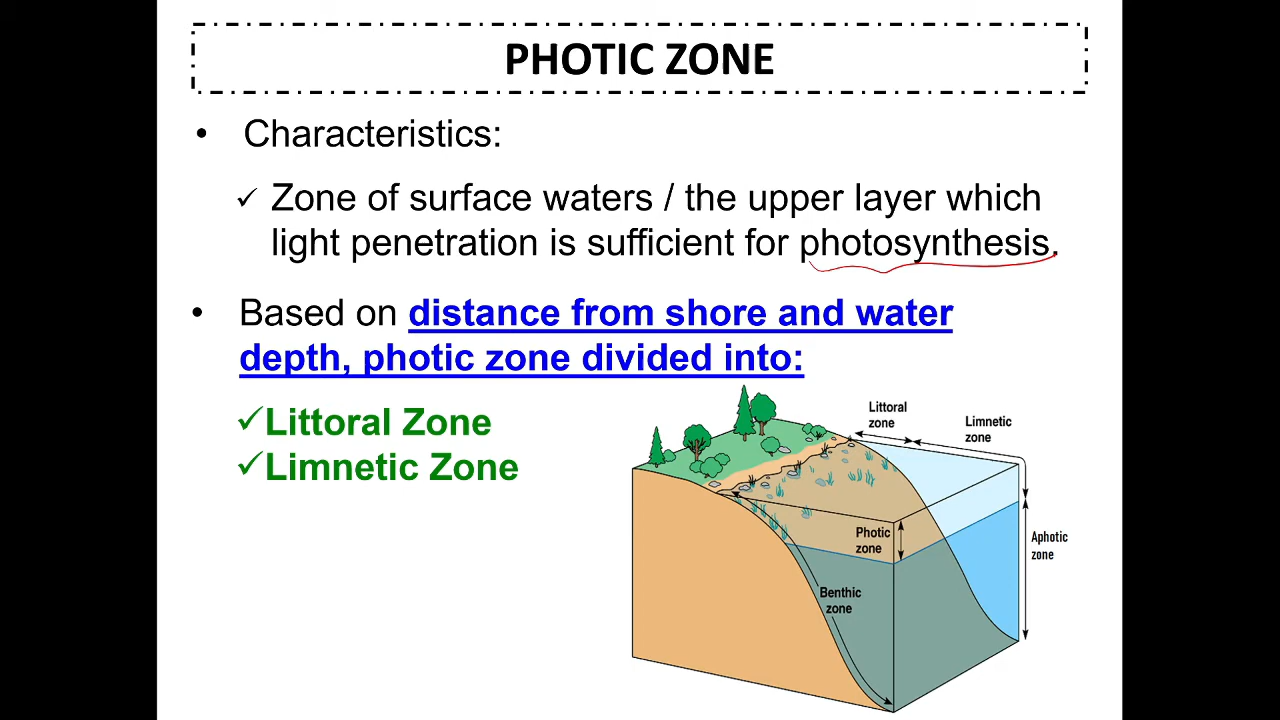 PHOTIC ZONE
• Characteristics:
✓ Zone of surface waters / the upper layer which
light penetration is sufficient for photosynthesis.
• Based on distance from shore and water
depth, photic zone divided into:
✓Littoral Zone
✓Limnetic Zone
Littoral
zone
Limnetic
zone
Photic
zone
Aphotic
zone
Benthic
zone